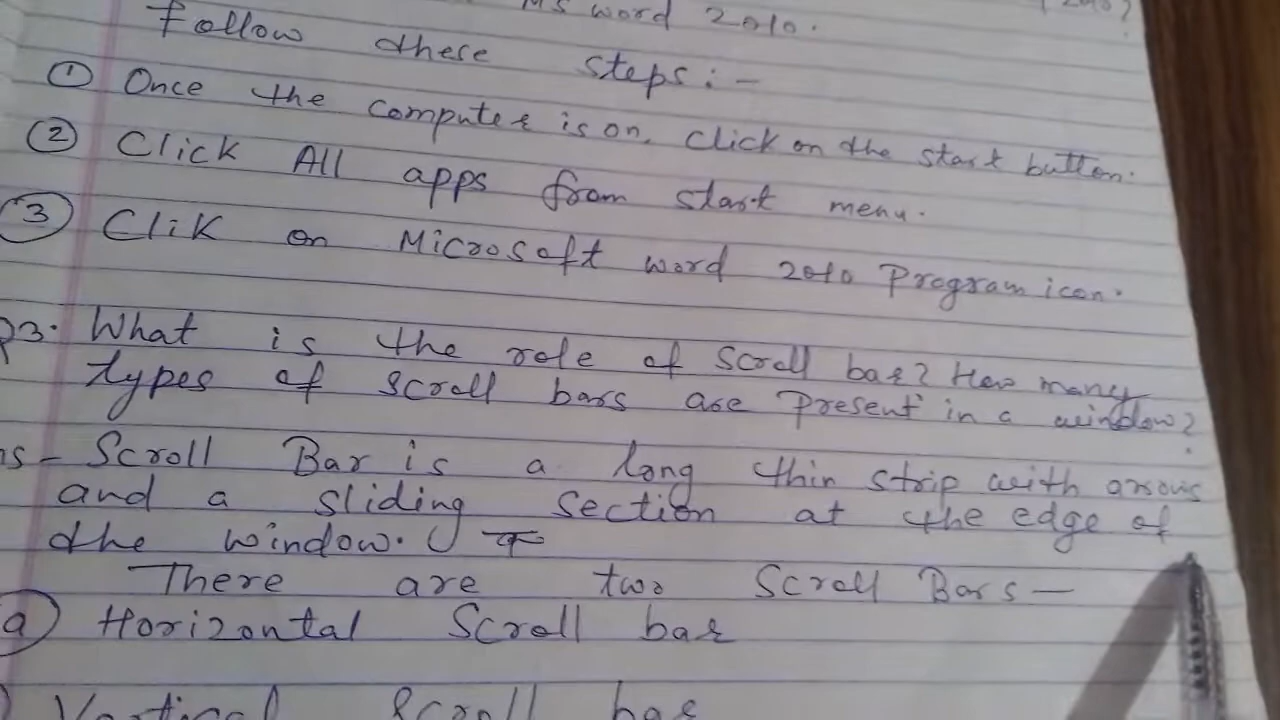 MS word 2010.
Follow these steps:-
① Once the computer is on, click on the start button.
② Click All apps from start menu.
③ Clik on Microsoft word 2010 Program icon.
Q3. What is the role of scroll bar? How many
types of scroll bars are present in a window?
ns - Scroll Bar is a long thin strip with arrows
and a sliding section at the edge of
the window.
There are two Scroll Bars—
a) Horizontal Scroll bar
) Vertical Scroll bar